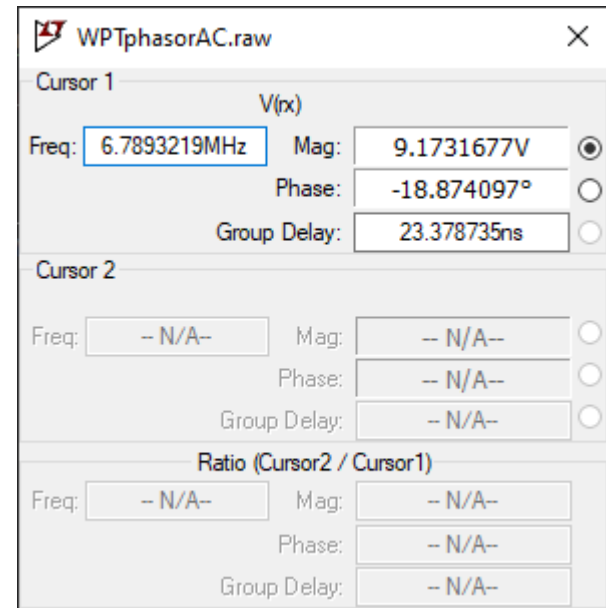 WPTphasorAC.raw
Cursor 1
V(rx)
Freq: 6.7893219MHz Mag: 9.1731677V
Phase: -18.874097°
Group Delay: 23.378735ns
Cursor 2
Freq: -- N/A-- Mag: -- N/A--
Phase: -- N/A--
Group Delay: -- N/A--
Ratio (Cursor2 / Cursor1)
Freq: -- N/A-- Mag: -- N/A--
Phase: -- N/A--
Group Delay: -- N/A--